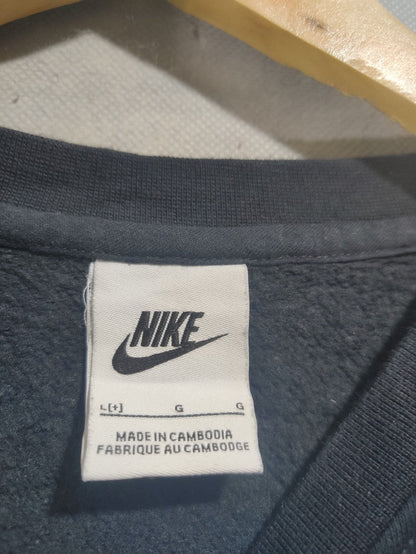 NIKE
L[+] G G
MADE IN CAMBODIA
FABRIQUE AU CAMBODGE